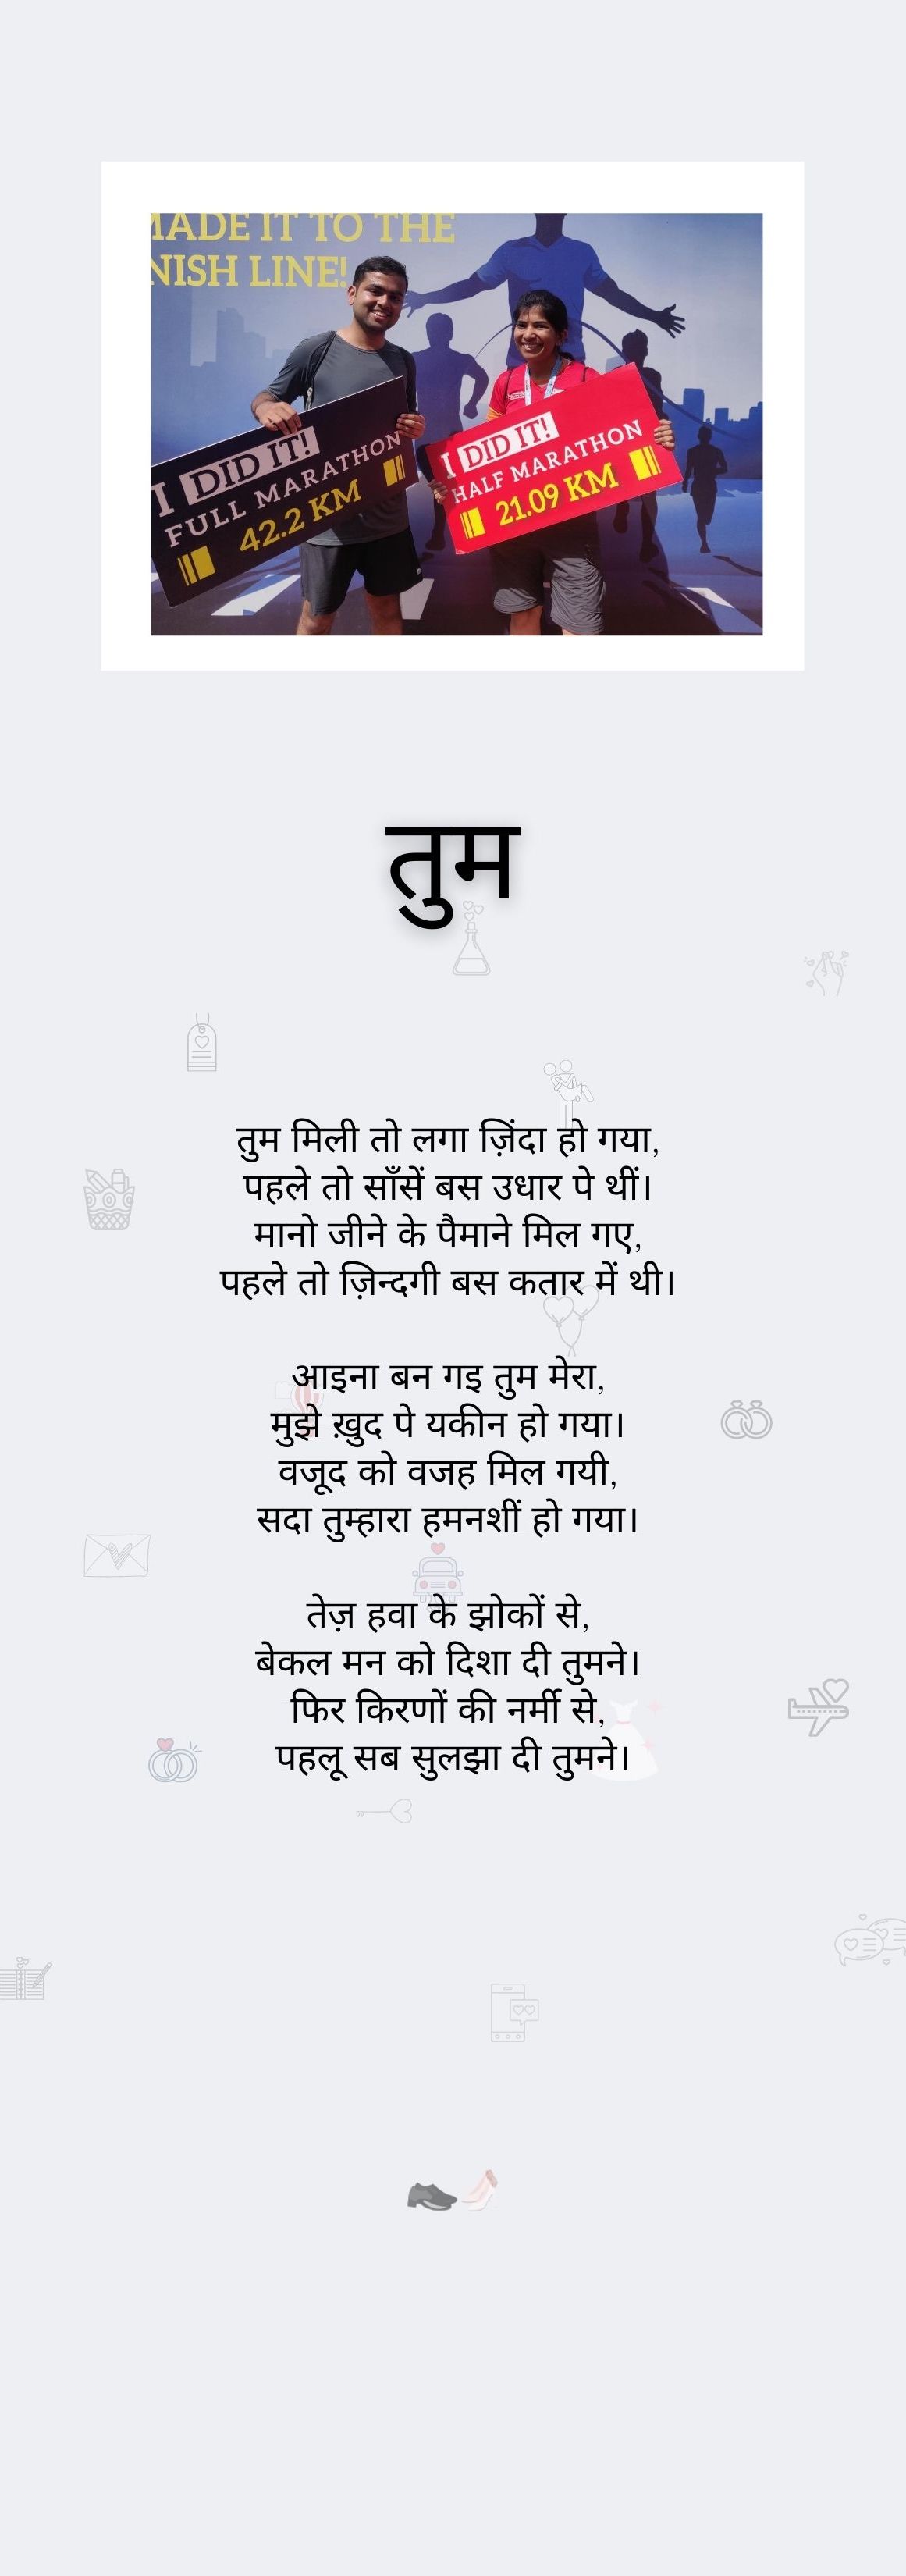 MADE IT TO THE
NISH LINE!
I DID IT!
FULL MARATHON
42.2 KM
I DID IT!
HALF MARATHON
21.09 KM
तुम
तुम मिली तो लगा ज़िंदा हो गया,
पहले तो साँसें बस उधार पे थीं।
मानो जीने के पैमाने मिल गए,
पहले तो ज़िन्दगी बस कतार में थी।
आइना बन गइ तुम मेरा,
मुझे ख़ुद पे यकीन हो गया।
वजूद को वजह मिल गयी,
सदा तुम्हारा हमनशीं हो गया।
तेज़ हवा के झोकों से,
बेकल मन को दिशा दी तुमने।
फिर किरणों की नर्मी से,
पहलू सब सुलझा दी तुमने।